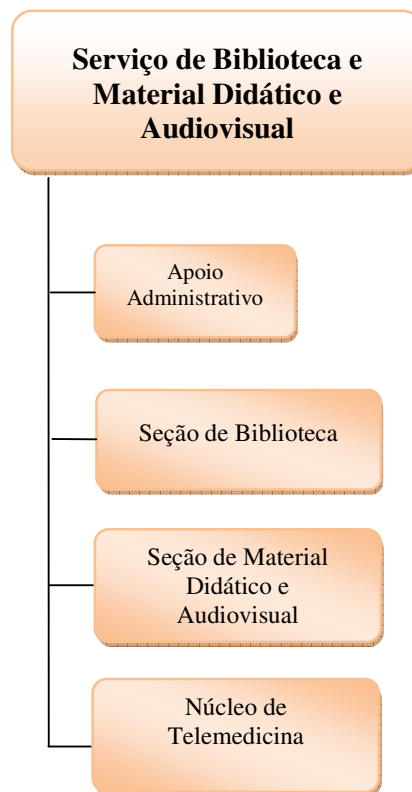 Serviço de Biblioteca e
Material Didático e
Audiovisual
Apoio
Administrativo
Seção de Biblioteca
Seção de Material
Didático e
Audiovisual
Núcleo de
Telemedicina